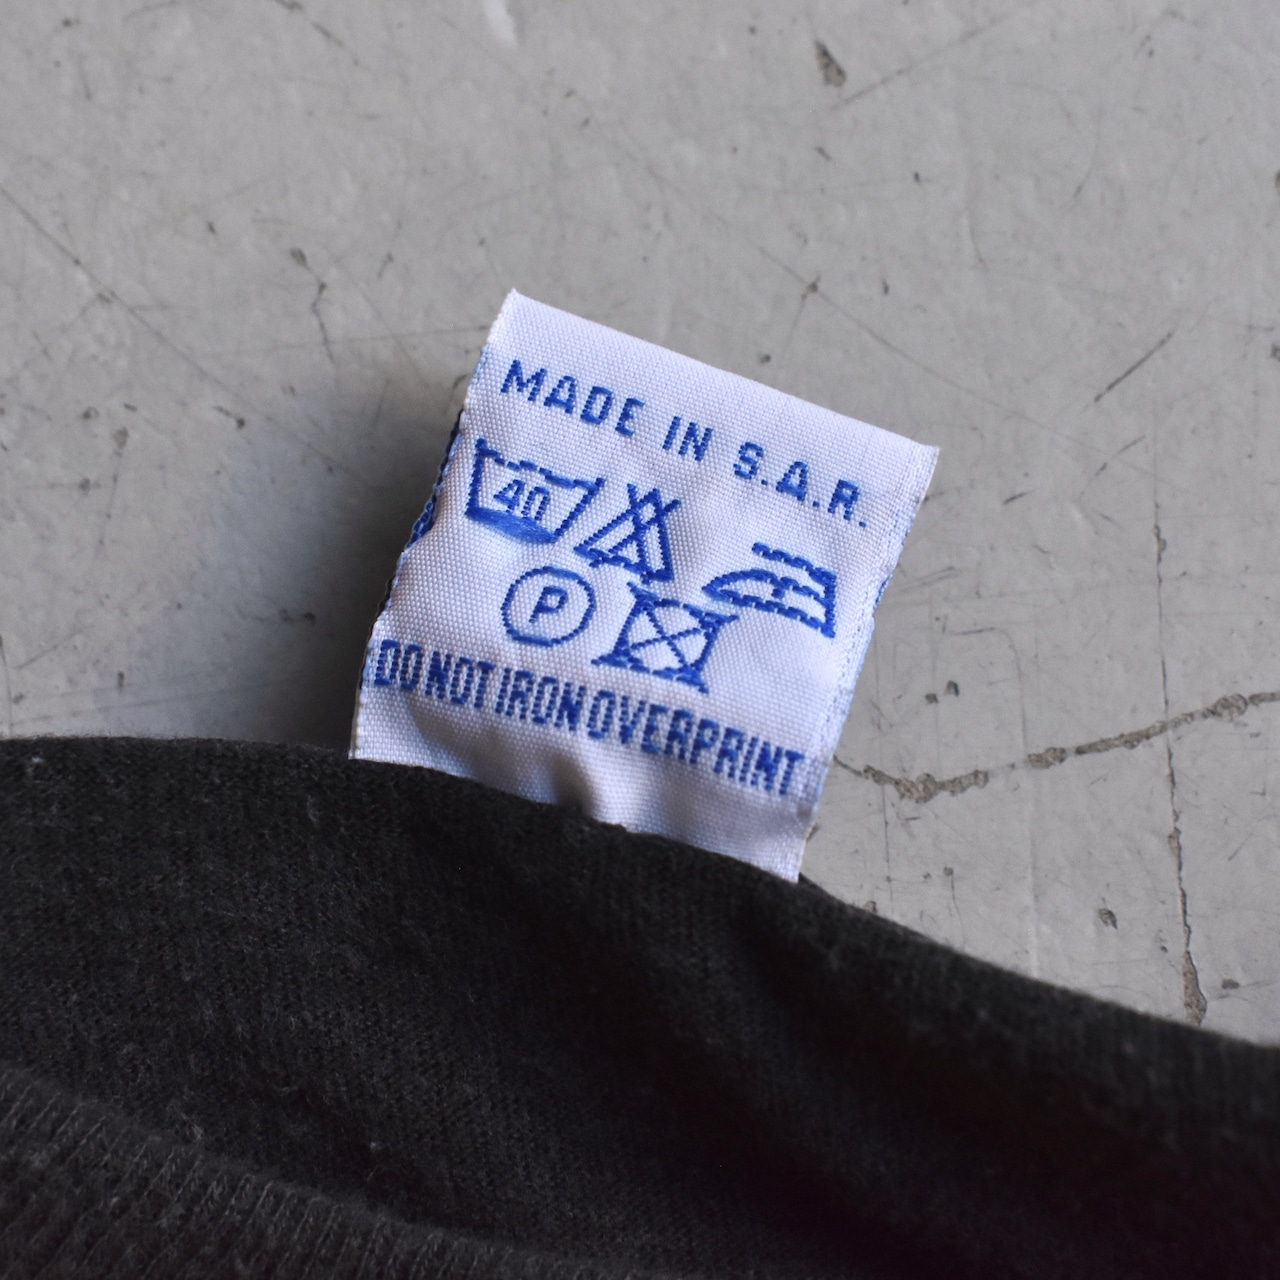 MADE IN S.A.R.
40
P
DO NOT IRON OVERPRINT